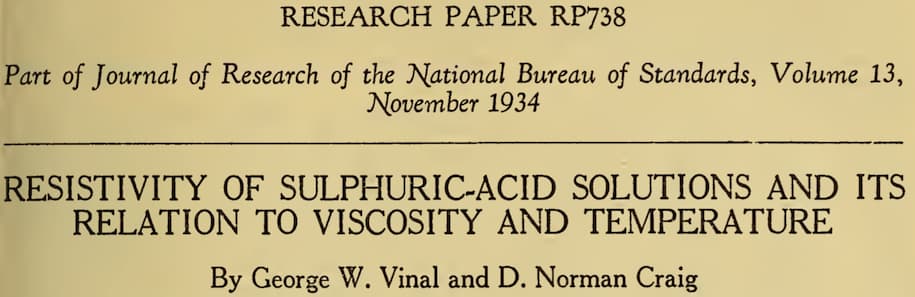 RESEARCH PAPER RP738
Part of Journal of Research of the National Bureau of Standards, Volume 13,
November 1934
RESISTIVITY OF SULPHURIC-ACID SOLUTIONS AND ITS
RELATION TO VISCOSITY AND TEMPERATURE
By George W. Vinal and D. Norman Craig